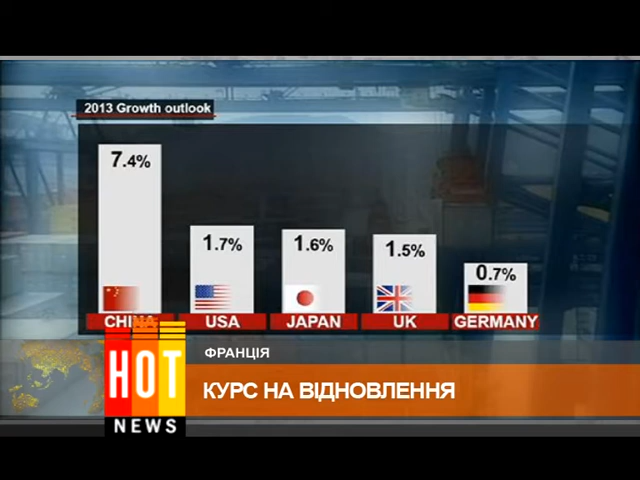 2013 Growth outlook
7.4%
1.7%
1.6%
1.5%
0.7%
CHINA
USA
JAPAN
UK
GERMANY
ФРАНЦІЯ
КУРС НА ВІДНОВЛЕННЯ
HOT
NEWS